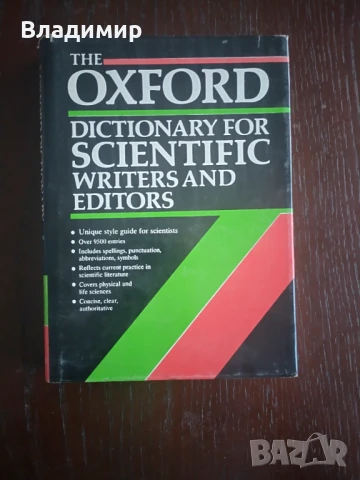 Владимир
THE
OXFORD
DICTIONARY FOR
SCIENTIFIC
WRITERS AND
EDITORS
• Unique style guide for scientists
• Over 9500 entries
• Includes spellings, punctuation,
abbreviations, symbols
• Reflects current practice in
scientific literature
• Covers physical and
life sciences
• Concise, clear,
authoritative
BAZAR